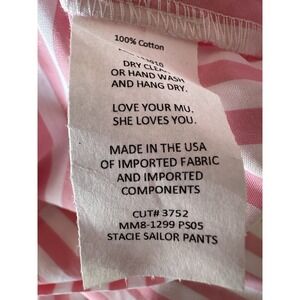 100% Cotton
DRY CLEAN
OR HAND WASH
AND HANG DRY.
LOVE YOUR MU.
SHE LOVES YOU.
MADE IN THE USA
OF IMPORTED FABRIC
AND IMPORTED
COMPONENTS
CUT# 3752
MM8-1299 PS05
STACIE SAILOR PANTS